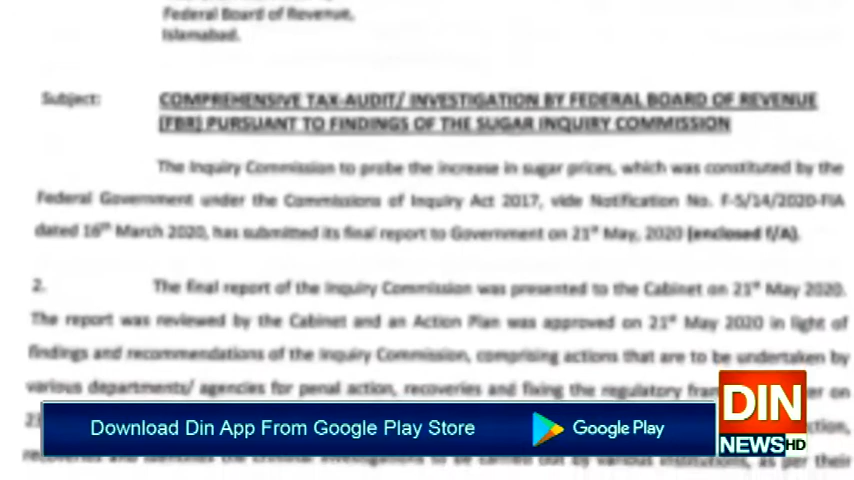 Federal Board of Revenue,
Islamabad.
Subject: COMPREHENSIVE TAX-AUDIT/ INVESTIGATION BY FEDERAL BOARD OF REVENUE
(FBR) PURSUANT TO FINDINGS OF THE SUGAR INQUIRY COMMISSION
The Inquiry Commission to probe the increase in sugar prices, which was constituted by the
Federal Government under the Commissions of Inquiry Act 2017, vide Notification No. F-5/14/2020-FIA
dated 16th March 2020, has submitted its final report to Government on 21st May, 2020 (enclosed f/A).
2. The final report of the Inquiry Commission was presented to the Cabinet on 21st May 2020.
The report was reviewed by the Cabinet and an Action Plan was approved on 21st May 2020 in light of
findings and recommendations of the Inquiry Commission, comprising actions that are to be undertaken by
various departments/ agencies for penal action, recoveries and fixing the regulatory on
Download Din App From Google Play Store
Google Play
DIN
NEWS HD
by various institutions, as per their